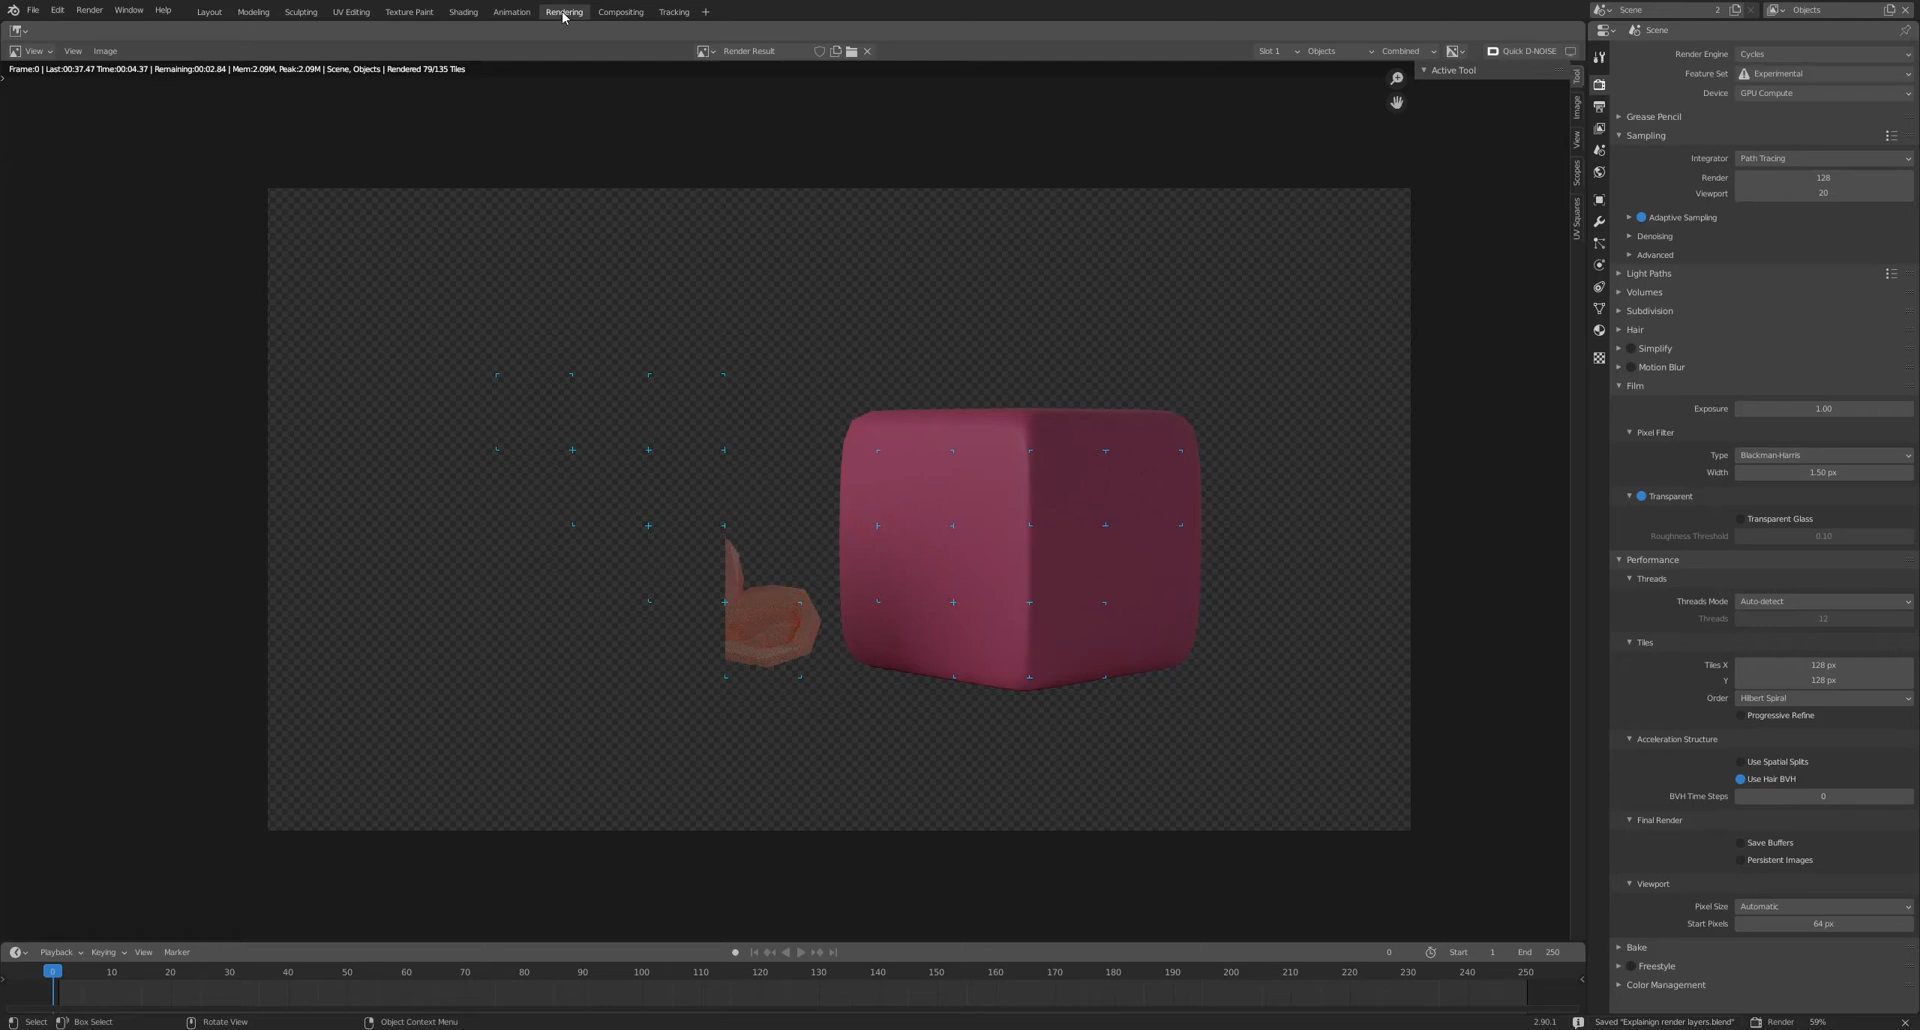 File Edit Render Window Help Layout Modeling Sculpting UV Editing Texture Paint Shading Animation Rendering Compositing Tracking + Scene 2 Objects
View View Image Render Result Slot 1 Objects Combined Quick D-NOISE
Frame:0 | Last:00:37.47 Time:00:04.37 | Remaining:00:02.84 | Mem:2.09M, Peak:2.09M | Scene, Objects | Rendered 79/135 Tiles
Active Tool
Tool
Image
View
Scopes
UV Squares
Scene
Render Engine Cycles
Feature Set Experimental
Device GPU Compute
Grease Pencil
Sampling
Integrator Path Tracing
Render 128
Viewport 20
Adaptive Sampling
Denoising
Advanced
Light Paths
Volumes
Subdivision
Hair
Simplify
Motion Blur
Film
Exposure 1.00
Pixel Filter
Type Blackman-Harris
Width 1.50 px
Transparent
Transparent Glass
Roughness Threshold 0.10
Performance
Threads
Threads Mode Auto-detect
Threads 12
Tiles
Tiles X 128 px
Y 128 px
Order Hilbert Spiral
Progressive Refine
Acceleration Structure
Use Spatial Splits
Use Hair BVH
BVH Time Steps 0
Final Render
Save Buffers
Persistent Images
Viewport
Pixel Size Automatic
Start Pixels 64 px
Bake
Freestyle
Color Management
Playback Keying View Marker 0 Start 1 End 250
0 10 20 30 40 50 60 70 80 90 100 110 120 130 140 150 160 170 180 190 200 210 220 230 240 250
Select Box Select Rotate View Object Context Menu 2.90.1 Saved "Explainign render layers.blend" Render 59%